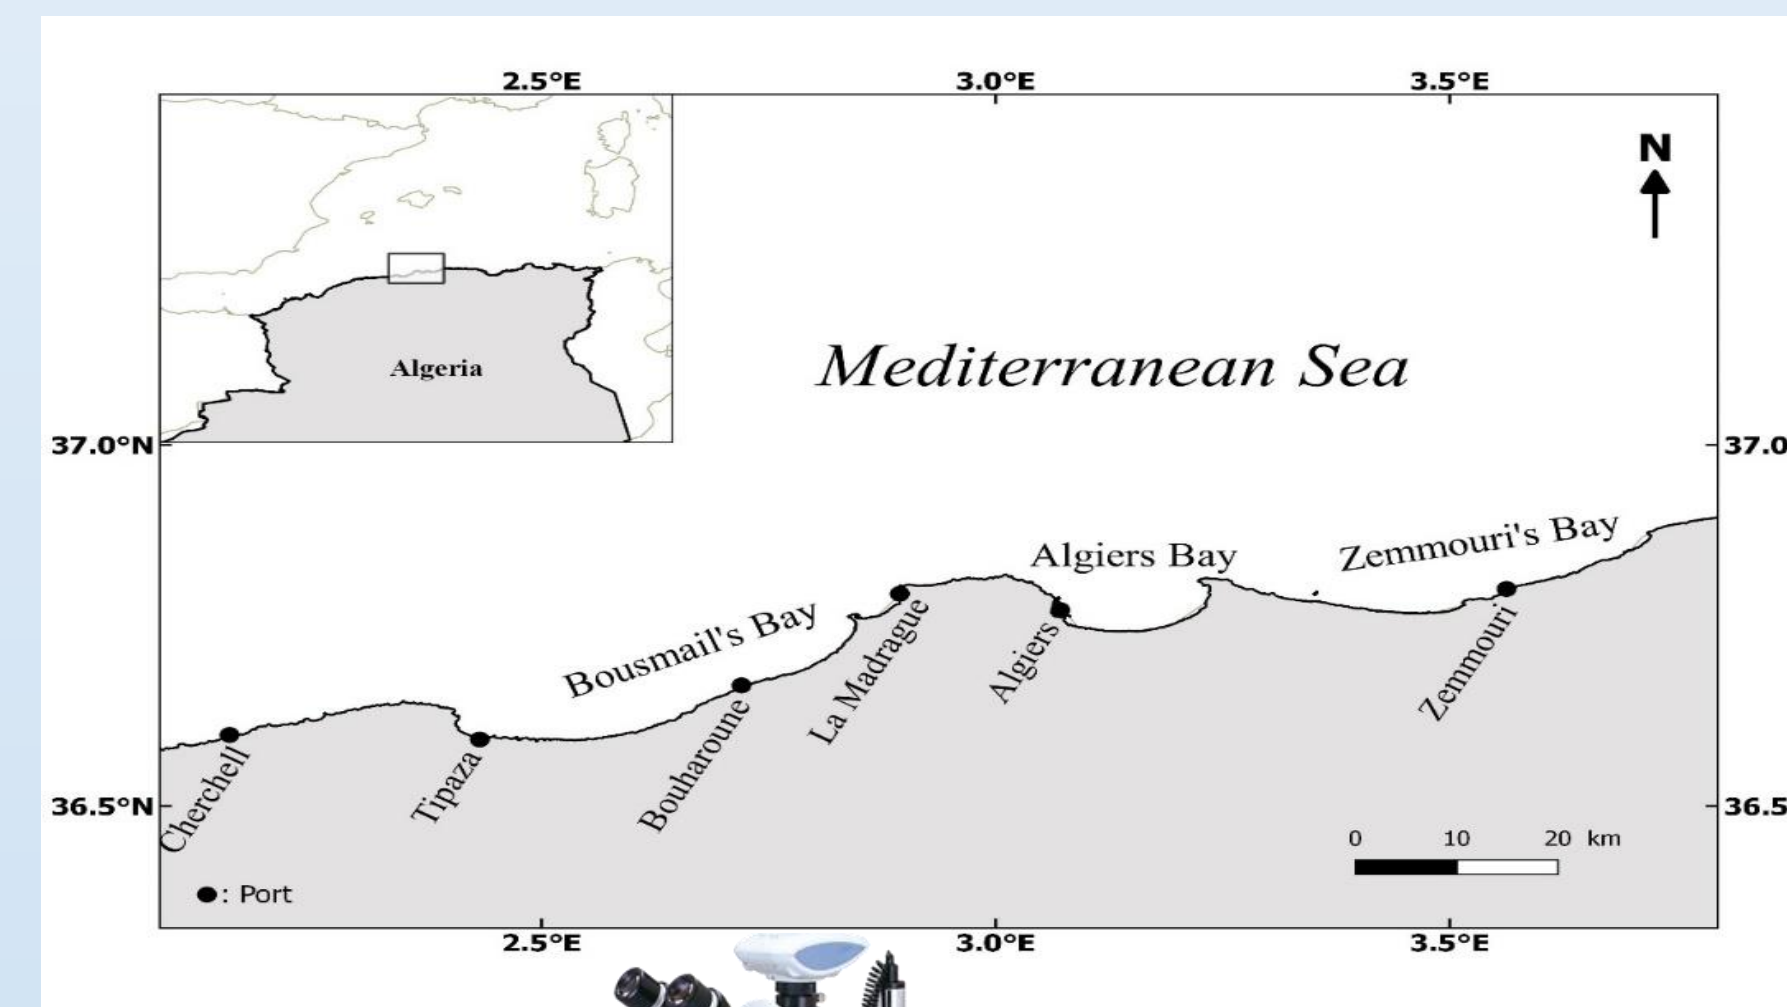 2.5°E 3.0°E 3.5°E
N
Algeria
Mediterranean Sea
37.0°N 37.0
Algiers Bay
Zemmouri's Bay
Bousmail's Bay
Cherchell
Tipaza
Bouharoune
La Madrague
Algiers
Zemmouri
36.5°N 36.5
0 10 20 km
: Port
2.5°E 3.0°E 3.5°E